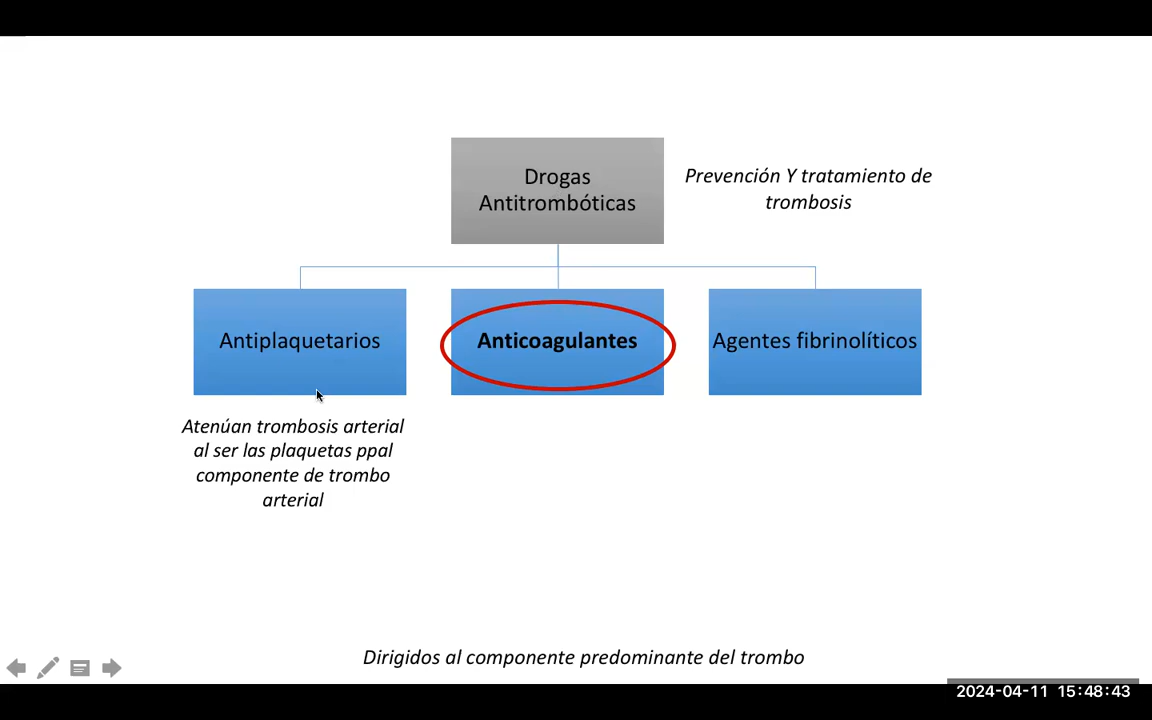 Drogas
Antitrombóticas
Prevención Y tratamiento de
trombosis
Antiplaquetarios
Anticoagulantes
Agentes fibrinolíticos
Atenúan trombosis arterial
al ser las plaquetas ppal
componente de trombo
arterial
Dirigidos al componente predominante del trombo
2024-04-11 15:48:43